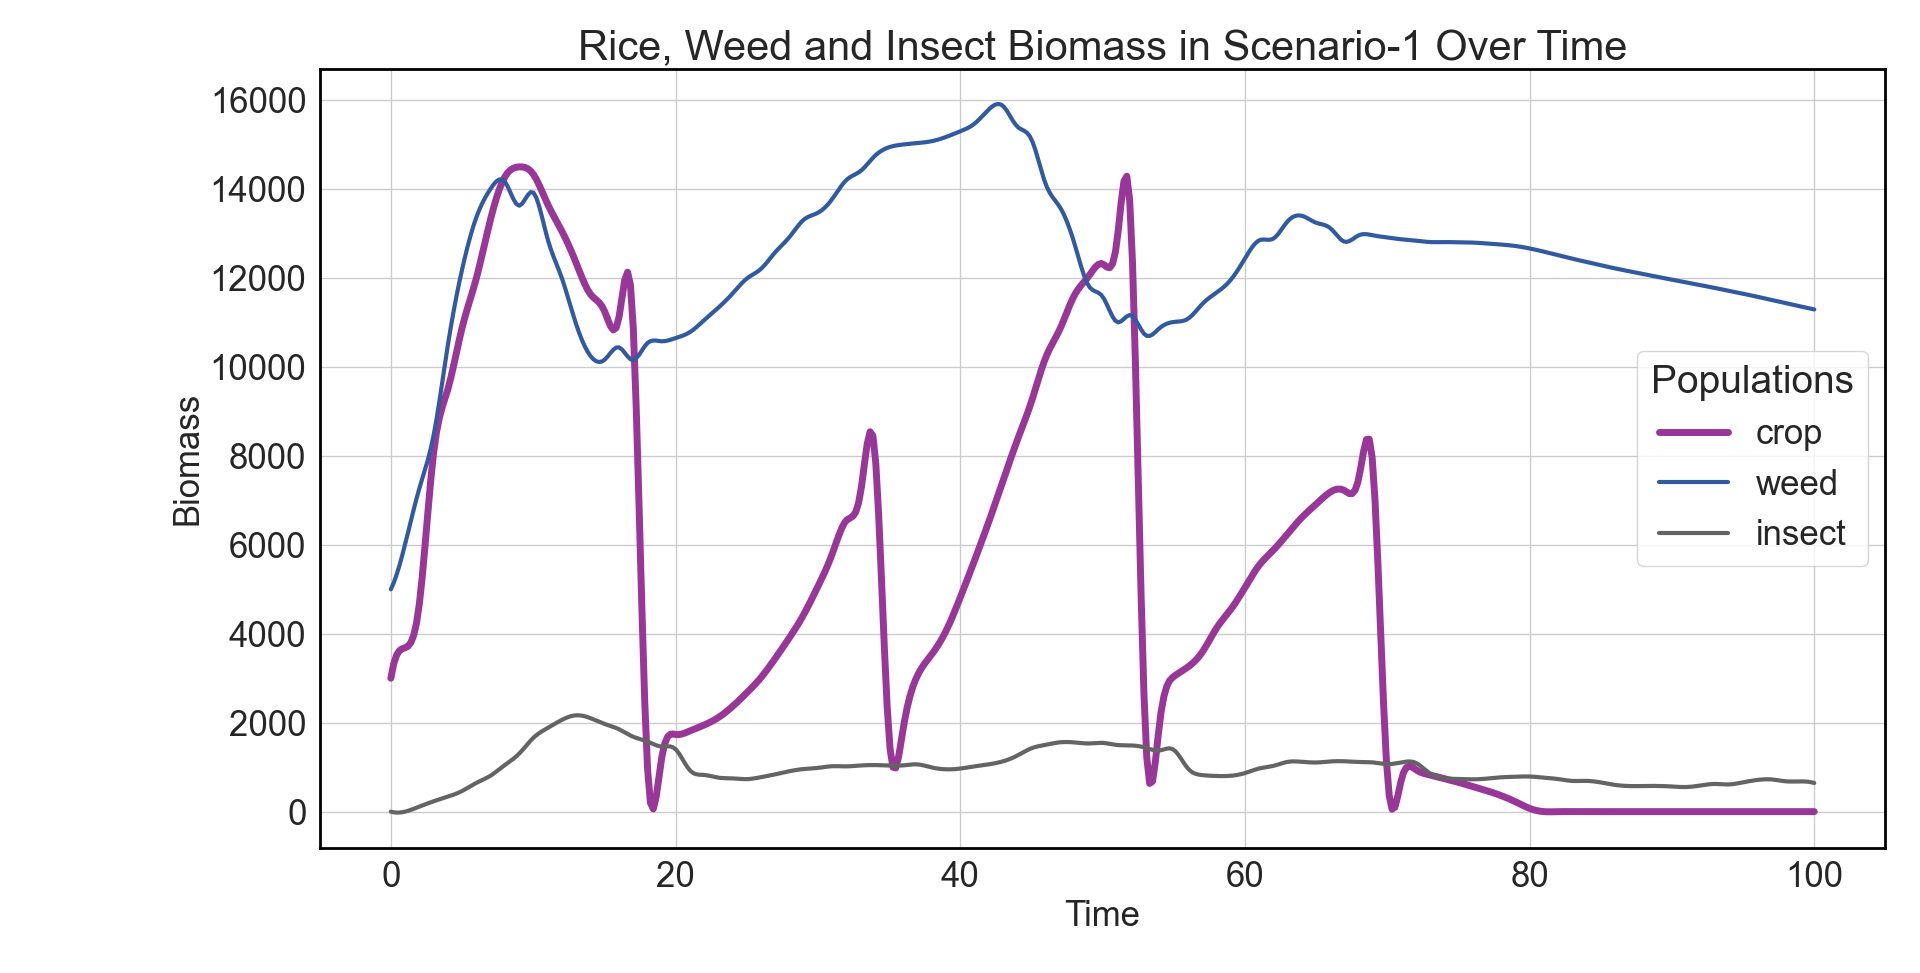 Rice, Weed and Insect Biomass in Scenario-1 Over Time
16000
14000
12000
10000
8000
6000
4000
2000
0
Biomass
Populations
crop
weed
insect
0 20 40 60 80 100
Time